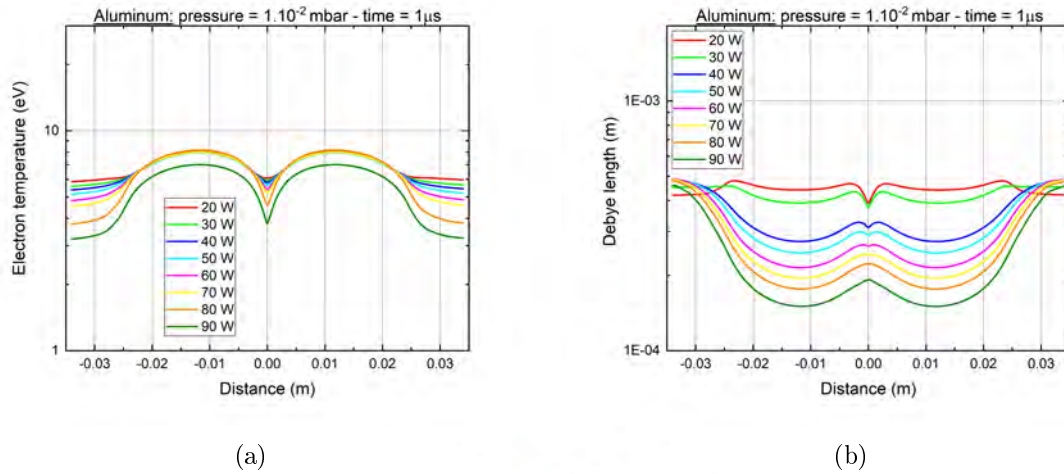 Aluminum: pressure = 1.10⁻² mbar - time = 1μs
Electron temperature (eV)
10
1
20 W
30 W
40 W
50 W
60 W
70 W
80 W
90 W
-0.03 -0.02 -0.01 0.00 0.01 0.02 0.03
Distance (m)
(a)
Aluminum: pressure = 1.10⁻² mbar - time = 1μs
Debye length (m)
1E-03
1E-04
20 W
30 W
40 W
50 W
60 W
70 W
80 W
90 W
-0.03 -0.02 -0.01 0.00 0.01 0.02 0.03
Distance (m)
(b)